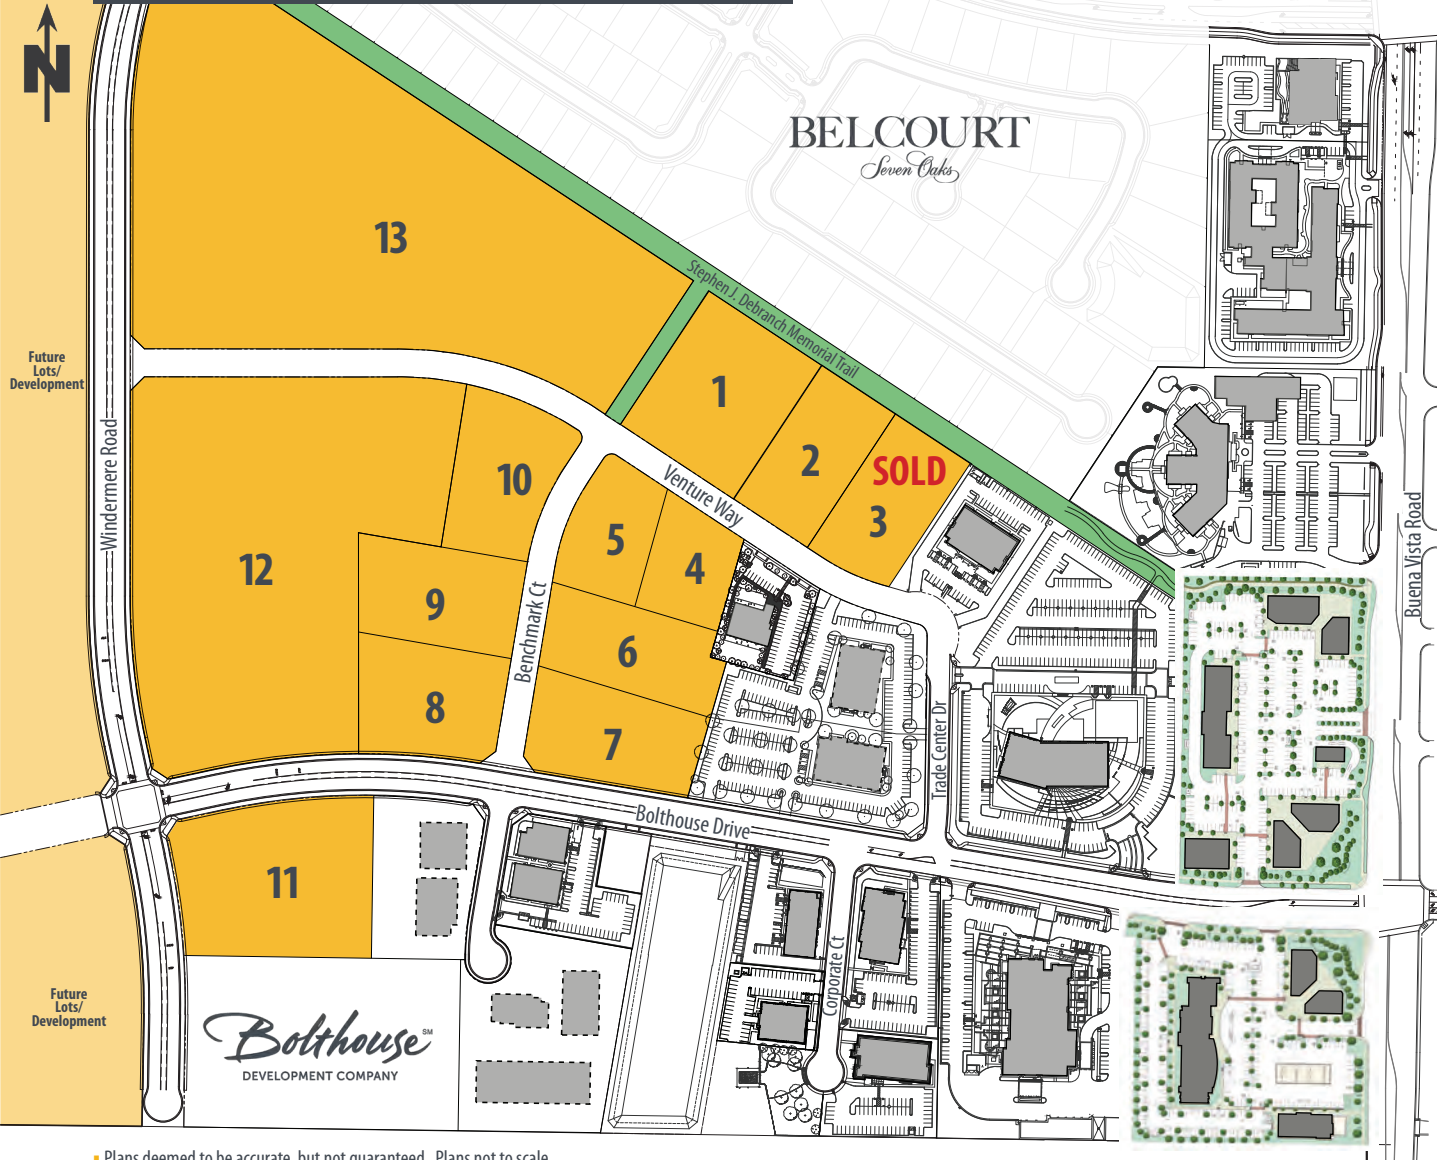 N
BELCOURT
Seven Oaks
13
Stephen J. Debranch Memorial Trail
Future
Lots/
Development
1
2
SOLD
3
Windermere Road
10
Venture Way
5
4
12
9
Benchmark Ct
6
8
7
Buena Vista Road
Trade Center Dr
Bolthouse Drive
11
Corporate Ct
Future
Lots/
Development
Bolthouse SM
DEVELOPMENT COMPANY
Plans deemed to be accurate, but not guaranteed. Plans not to scale